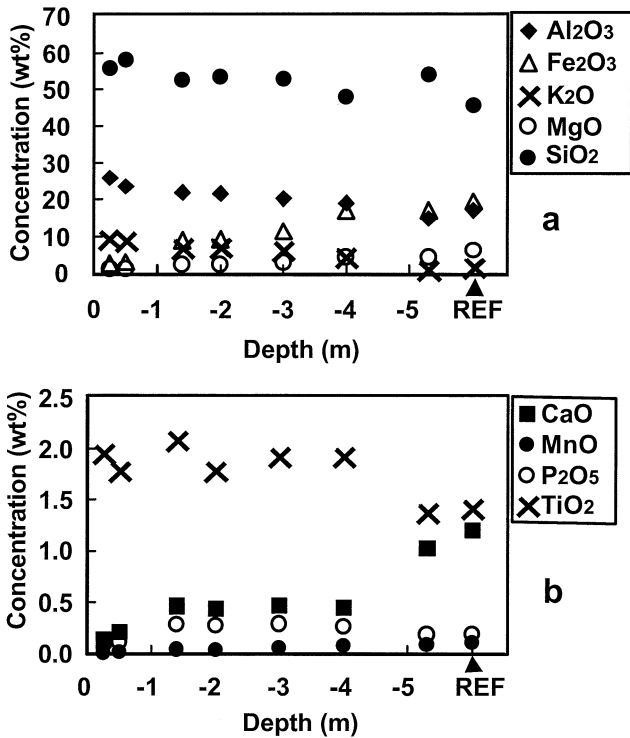 70
60
50
40
30
20
10
0
Concentration (wt%)
Al2O3
Fe2O3
K2O
MgO
SiO2
a
0 -1 -2 -3 -4 -5 REF
Depth (m)
2.5
2.0
1.5
1.0
0.5
0.0
Concentration (wt%)
CaO
MnO
P2O5
TiO2
b
0 -1 -2 -3 -4 -5 REF
Depth (m)